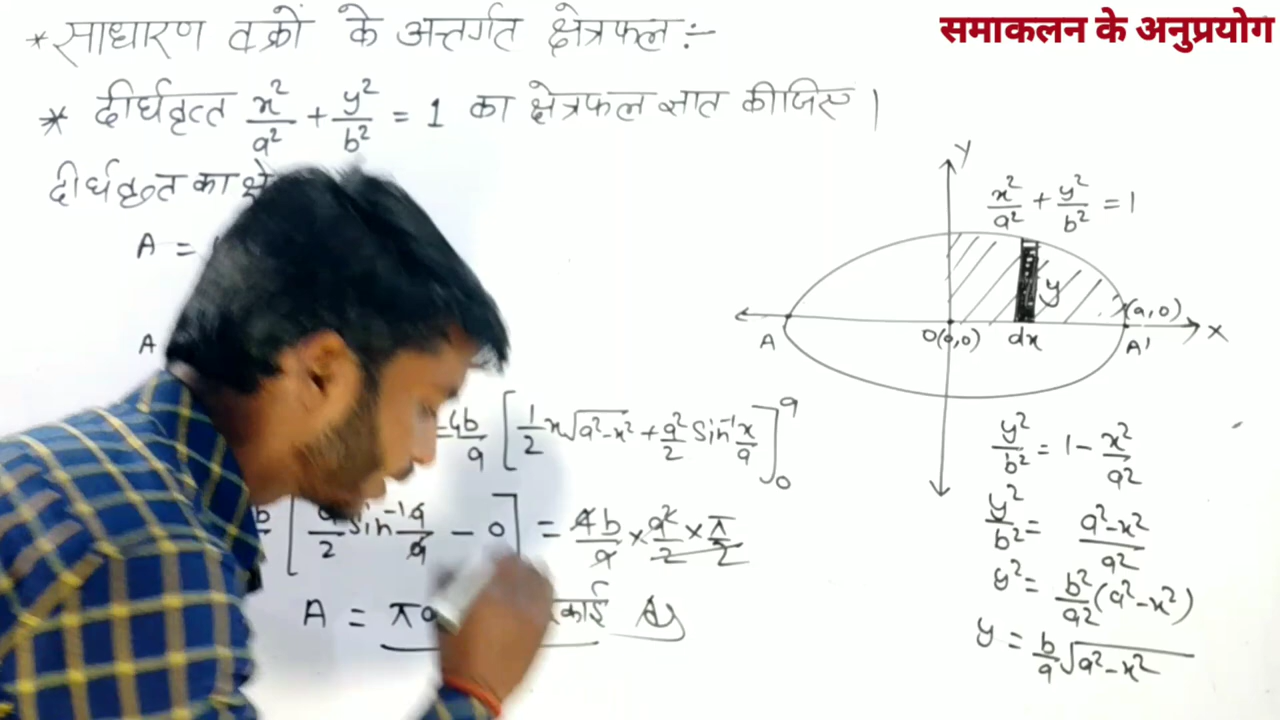 समाकलन के अनुप्रयोग
* साधारण वक्रों के अन्तर्गत क्षेत्रफल :-
* दीर्घवृत्त x²/a² + y²/b² = 1 का क्षेत्रफल ज्ञात कीजिए।
दीर्घवृत्त का क्षे
A =
A
= 4b/a [1/2 x√a²-x² + a²/2 Sin⁻¹ x/a]₀ᵃ
Sin⁻¹ a/a - 0] = 4b/a × a²/2 × π/2
A = πa
काई
Y
x²/a² + y²/b² = 1
y
(a,0)
A
O(0,0)
dx
A'
X
y²/b² = 1 - x²/a²
y²/b² = a²-x²/a²
y² = b²/a² (a²-x²)
y = b/a √a²-x²